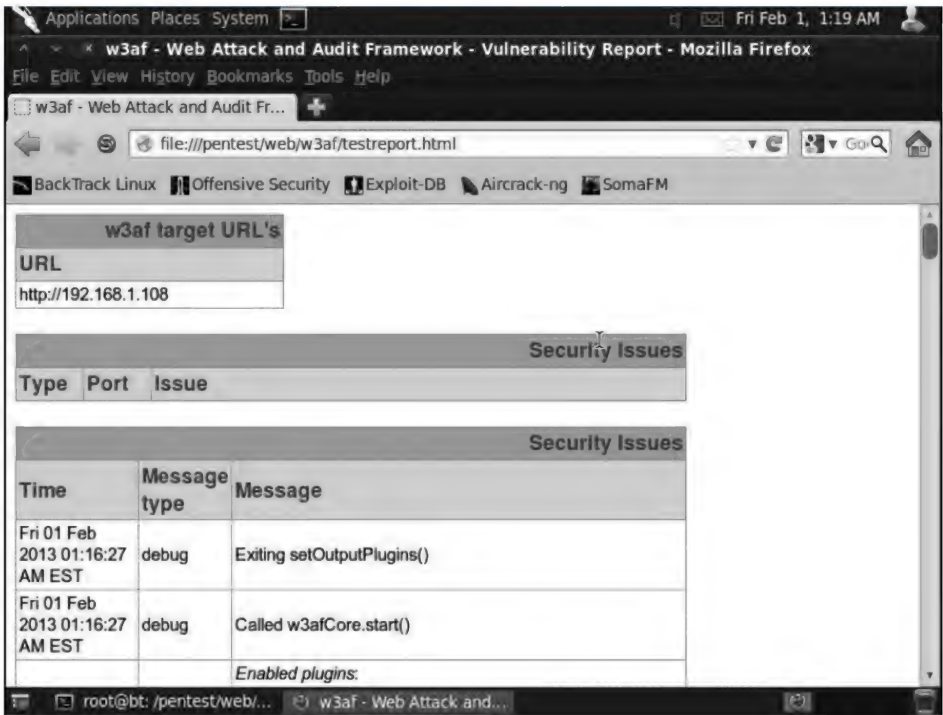 Applications Places System Fri Feb 1, 1:19 AM
w3af - Web Attack and Audit Framework - Vulnerability Report - Mozilla Firefox
File Edit View History Bookmarks Tools Help
w3af - Web Attack and Audit Fr...
file:///pentest/web/w3af/testreport.html
BackTrack Linux Offensive Security Exploit-DB Aircrack-ng SomaFM
w3af target URL's
URL
http://192.168.1.108
Security Issues
Type Port Issue
Security Issues
Time Message type Message
Fri 01 Feb 2013 01:16:27 AM EST debug Exiting setOutputPlugins()
Fri 01 Feb 2013 01:16:27 AM EST debug Called w3afCore.start()
Enabled plugins:
root@bt: /pentest/web/... w3af - Web Attack and...